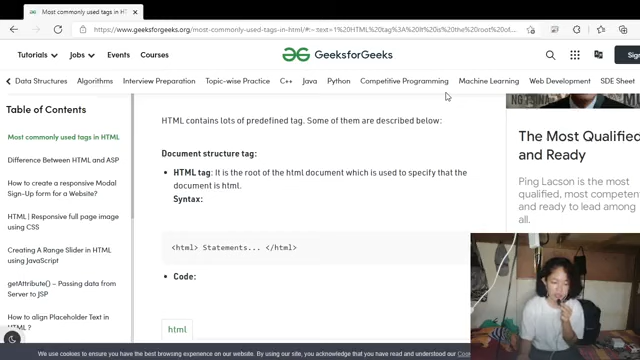 Most commonly used tags in HTML
https://www.geeksforgeeks.org/most-commonly-used-tags-in-html/#:~:text=1%20HTML%20tag%3A%20It%20is%20the%20root%20of...
Tutorials Jobs Events Courses
GeeksforGeeks
Sign
Data Structures Algorithms Interview Preparation Topic-wise Practice C++ Java Python Competitive Programming Machine Learning Web Development SDE Sheet
Table of Contents
Most commonly used tags in HTML
Difference Between HTML and ASP
How to create a responsive Modal
Sign-Up form for a Website?
HTML | Responsive full page image
using CSS
Creating A Range Slider in HTML
using JavaScript
getAttribute() – Passing data from
Server to JSP
How to align Placeholder Text in
HTML ?
HTML contains lots of predefined tag. Some of them are described below:
Document structure tag:
• HTML tag: It is the root of the html document which is used to specify that the
document is html.
Syntax:
<html> Statements... </html>
• Code:
html
NG TSINA
The Most Qualified
and Ready
Ping Lacson is the most
qualified, most competent
and ready to lead among
all.
We use cookies to ensure you have the best browsing experience on our website. By using our site, you acknowledge that you have read and understood our